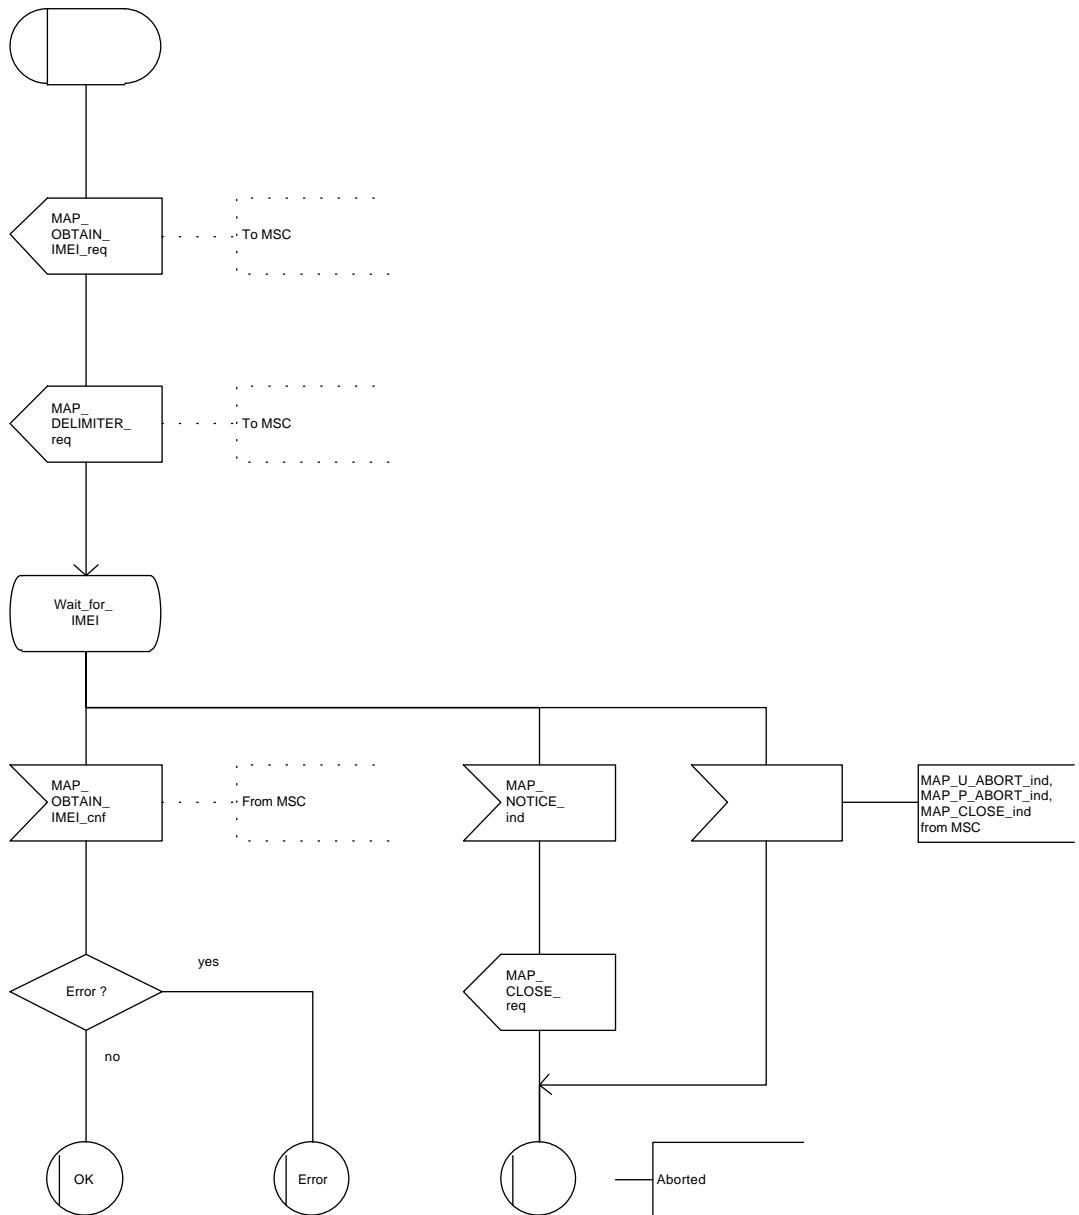 MAP_
OBTAIN_
IMEI_req
To MSC
MAP_
DELIMITER_
req
To MSC
Wait_for_
IMEI
MAP_
OBTAIN_
IMEI_cnf
From MSC
MAP_
NOTICE_
ind
MAP_U_ABORT_ind,
MAP_P_ABORT_ind,
MAP_CLOSE_ind
from MSC
Error ?
yes
no
MAP_
CLOSE_
req
OK
Error
Aborted